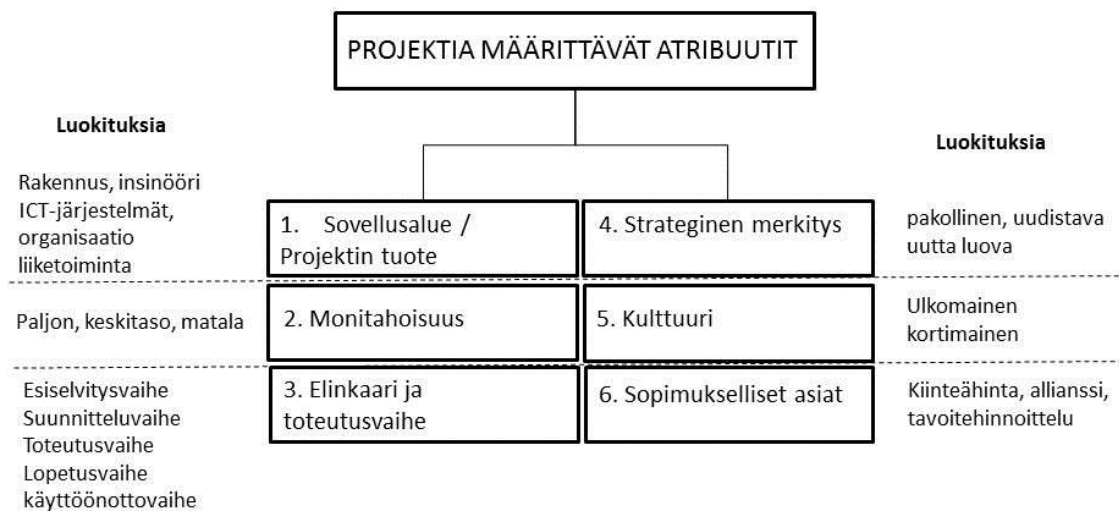 PROJEKTIA MÄÄRITTÄVÄT ATRIBUUTIT
Luokituksia
Rakennus, insinööri
ICT-järjestelmät,
organisaatio
liiketoiminta
Paljon, keskitaso, matala
Esiselvitysvaihe
Suunnitteluvaihe
Toteutusvaihe
Lopetusvaihe
käyttöönottovaihe
1. Sovellusalue /
Projektin tuote
2. Monitahoisuus
3. Elinkaari ja
toteutusvaihe
4. Strateginen merkitys
5. Kulttuuri
6. Sopimukselliset asiat
Luokituksia
pakollinen, uudistava
uutta luova
Ulkomainen
kortimainen
Kiinteähinta, allianssi,
tavoitehinnoittelu